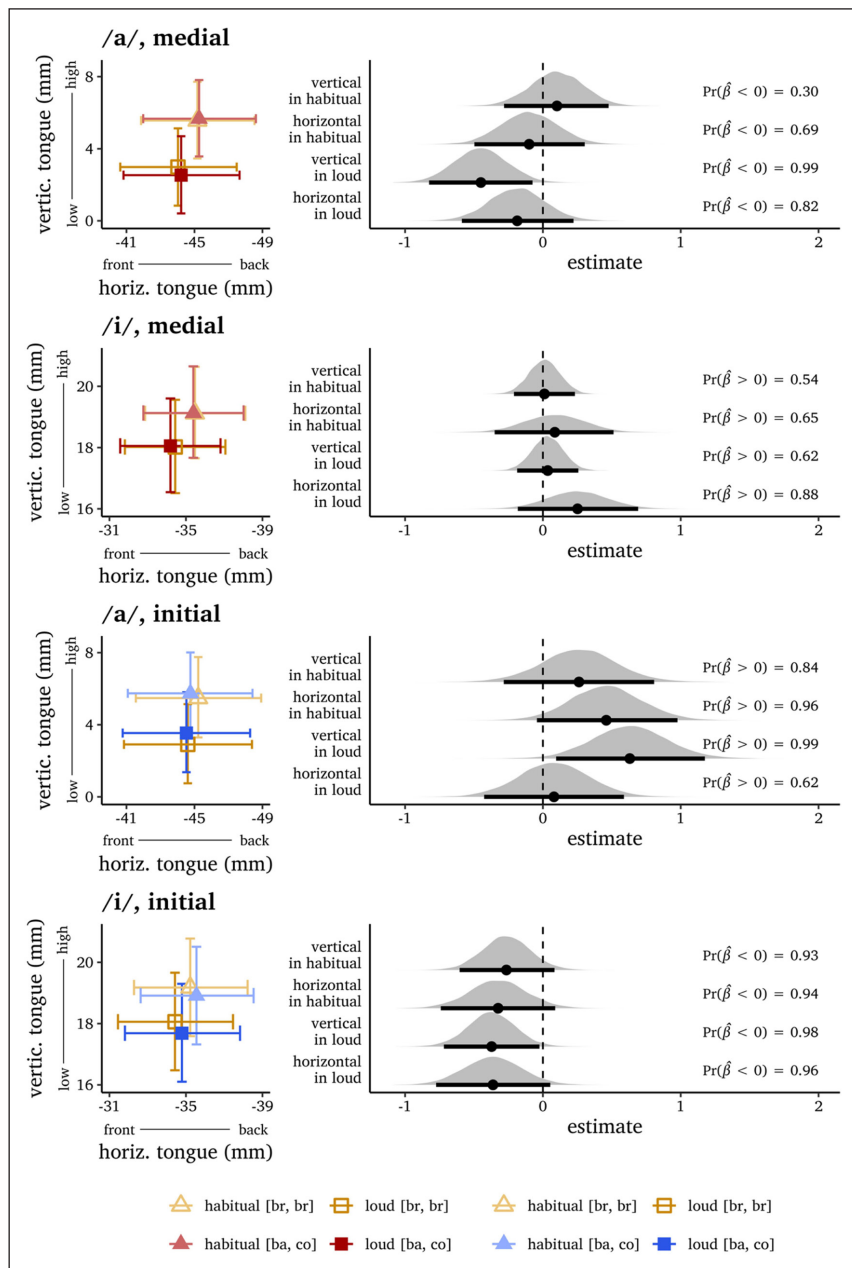 /a/, medial
vertic. tongue (mm)
low
high
8
4
0
-41
-45
-49
front
back
horiz. tongue (mm)
vertical
in habitual
horizontal
in habitual
vertical
in loud
horizontal
in loud
Pr(β̂ < 0) = 0.30
Pr(β̂ < 0) = 0.69
Pr(β̂ < 0) = 0.99
Pr(β̂ < 0) = 0.82
-1
0
1
2
estimate
/i/, medial
vertic. tongue (mm)
low
high
20
18
16
-31
-35
-39
front
back
horiz. tongue (mm)
vertical
in habitual
horizontal
in habitual
vertical
in loud
horizontal
in loud
Pr(β̂ > 0) = 0.54
Pr(β̂ > 0) = 0.65
Pr(β̂ > 0) = 0.62
Pr(β̂ > 0) = 0.88
-1
0
1
2
estimate
/a/, initial
vertic. tongue (mm)
low
high
8
4
0
-41
-45
-49
front
back
horiz. tongue (mm)
vertical
in habitual
horizontal
in habitual
vertical
in loud
horizontal
in loud
Pr(β̂ > 0) = 0.84
Pr(β̂ > 0) = 0.96
Pr(β̂ > 0) = 0.99
Pr(β̂ > 0) = 0.62
-1
0
1
2
estimate
/i/, initial
vertic. tongue (mm)
low
high
20
18
16
-31
-35
-39
front
back
horiz. tongue (mm)
vertical
in habitual
horizontal
in habitual
vertical
in loud
horizontal
in loud
Pr(β̂ < 0) = 0.93
Pr(β̂ < 0) = 0.94
Pr(β̂ < 0) = 0.98
Pr(β̂ < 0) = 0.96
-1
0
1
2
estimate
habitual [br, br] loud [br, br] habitual [br, br] loud [br, br]
habitual [ba, co] loud [ba, co] habitual [ba, co] loud [ba, co]